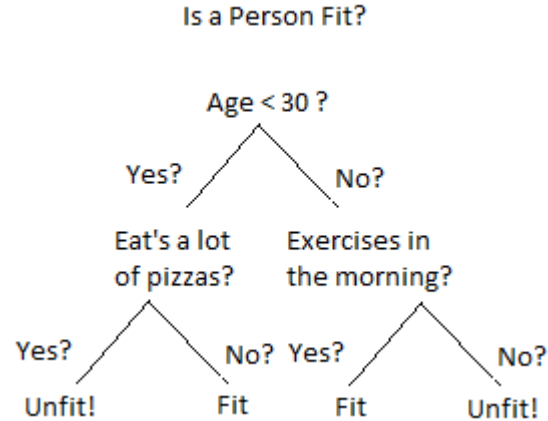 Is a Person Fit?
Age < 30 ?
Yes?
No?
Eat's a lot
of pizzas?
Exercises in
the morning?
Yes?
No?
Yes?
No?
Unfit!
Fit
Fit
Unfit!